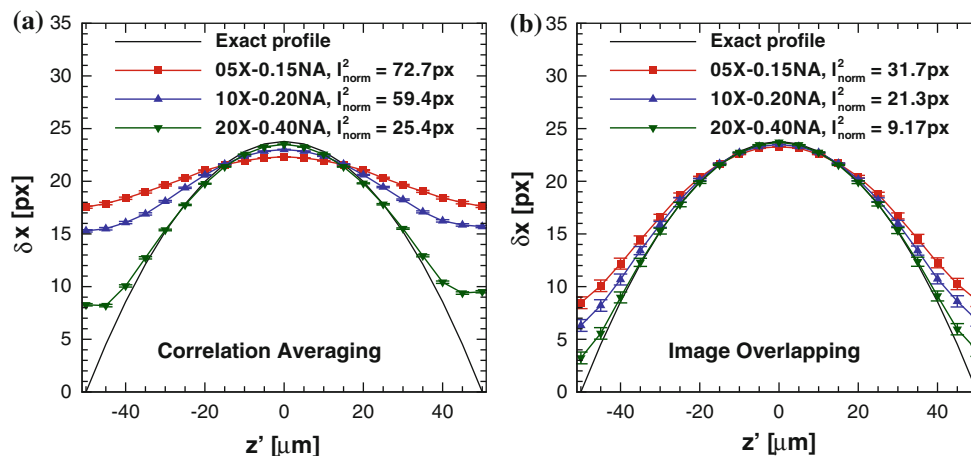 (a)
35
30
25
20
15
10
5
0
δx [px]
Exact profile
05X-0.15NA, l²norm = 72.7px
10X-0.20NA, l²norm = 59.4px
20X-0.40NA, l²norm = 25.4px
Correlation Averaging
-40 -20 0 20 40
z' [μm]
(b)
35
30
25
20
15
10
5
0
δx [px]
Exact profile
05X-0.15NA, l²norm = 31.7px
10X-0.20NA, l²norm = 21.3px
20X-0.40NA, l²norm = 9.17px
Image Overlapping
-40 -20 0 20 40
z' [μm]